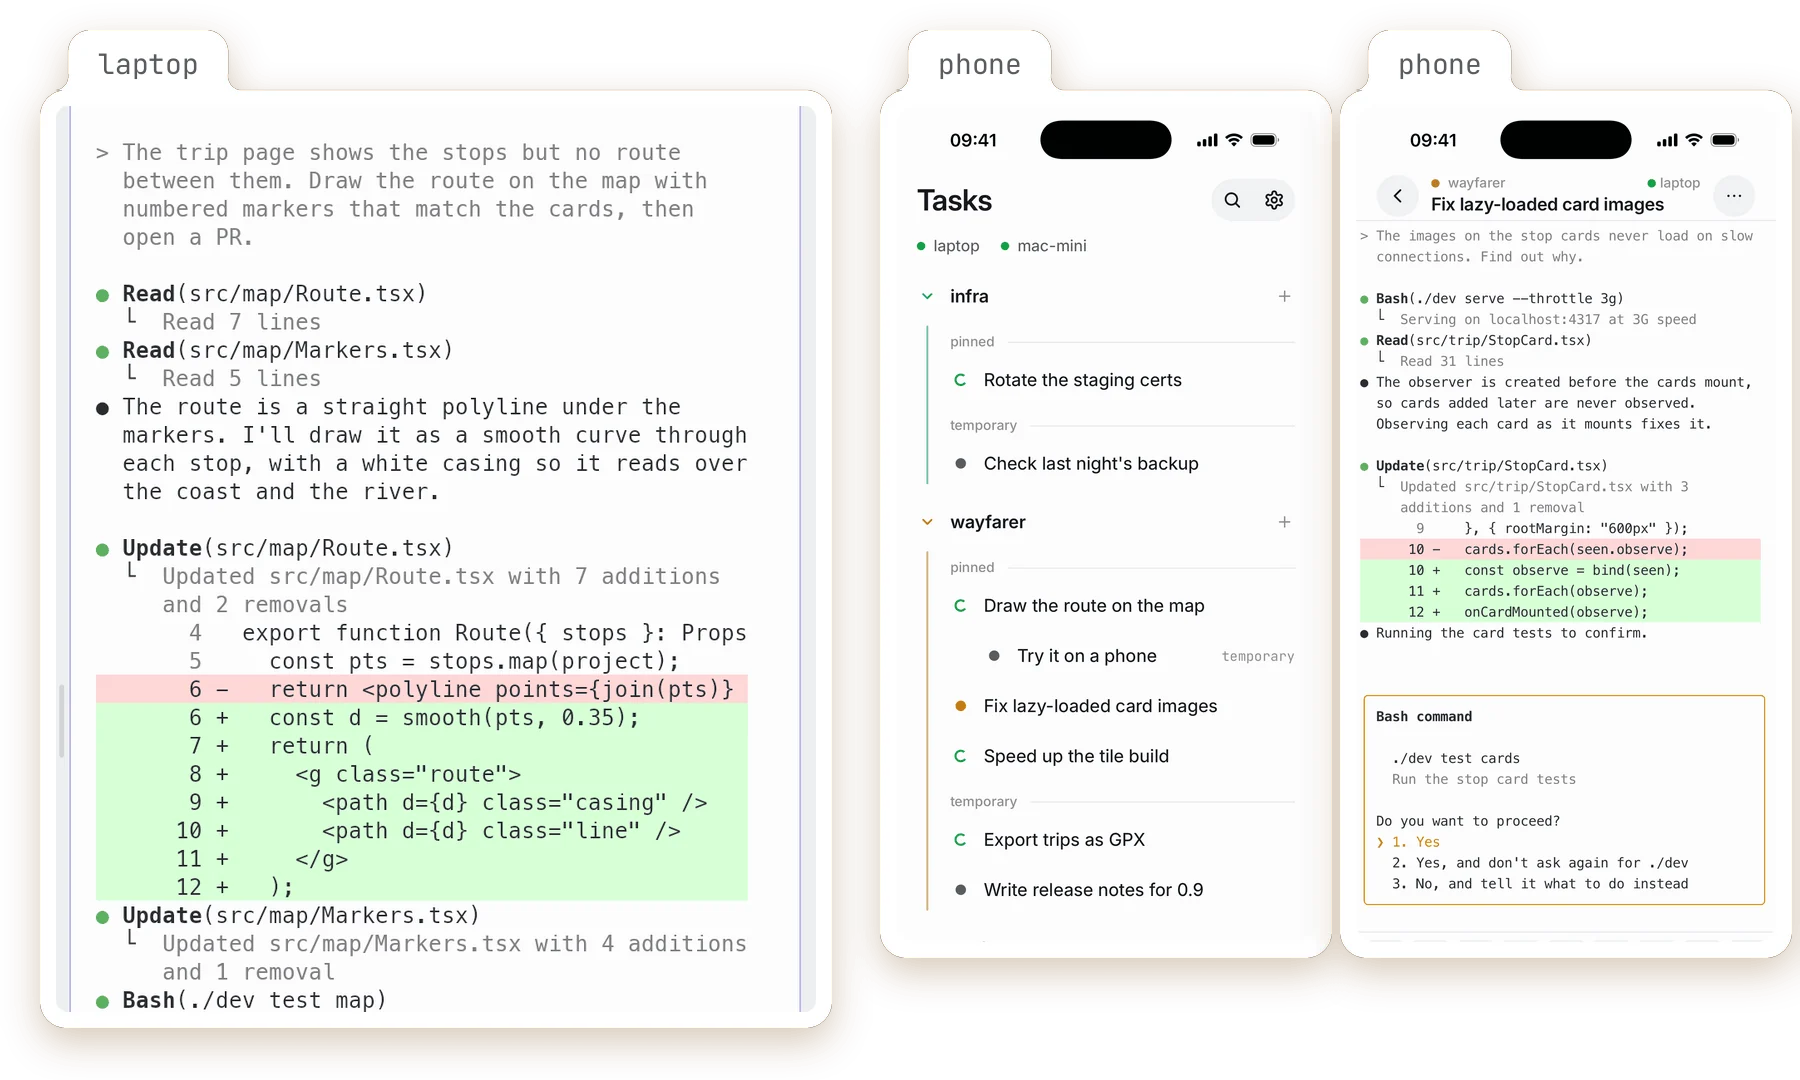 laptop
> The trip page shows the stops but no route
between them. Draw the route on the map with
numbered markers that match the cards, then
open a PR.
● Read(src/map/Route.tsx)
└ Read 7 lines
● Read(src/map/Markers.tsx)
└ Read 5 lines
● The route is a straight polyline under the
markers. I'll draw it as a smooth curve through
each stop, with a white casing so it reads over
the coast and the river.
● Update(src/map/Route.tsx)
└ Updated src/map/Route.tsx with 7 additions
and 2 removals
4 export function Route({ stops }: Props
5 const pts = stops.map(project);
6 - return <polyline points={join(pts)}
6 + const d = smooth(pts, 0.35);
7 + return (
8 + <g class="route">
9 + <path d={d} class="casing" />
10 + <path d={d} class="line" />
11 + </g>
12 + );
● Update(src/map/Markers.tsx)
└ Updated src/map/Markers.tsx with 4 additions
and 1 removal
● Bash(./dev test map)
phone
09:41
Tasks
● laptop ● mac-mini
infra +
pinned
Rotate the staging certs
temporary
● Check last night's backup
wayfarer +
pinned
Draw the route on the map
● Try it on a phone temporary
● Fix lazy-loaded card images
Speed up the tile build
temporary
Export trips as GPX
● Write release notes for 0.9
phone
09:41
● wayfarer ● laptop
Fix lazy-loaded card images ...
> The images on the stop cards never load on slow
connections. Find out why.
● Bash(./dev serve --throttle 3g)
└ Serving on localhost:4317 at 3G speed
● Read(src/trip/StopCard.tsx)
└ Read 31 lines
● The observer is created before the cards mount,
so cards added later are never observed.
Observing each card as it mounts fixes it.
● Update(src/trip/StopCard.tsx)
└ Updated src/trip/StopCard.tsx with 3
additions and 1 removal
9 }, { rootMargin: "600px" });
10 - cards.forEach(seen.observe);
10 + const observe = bind(seen);
11 + cards.forEach(observe);
12 + onCardMounted(observe);
● Running the card tests to confirm.
Bash command
./dev test cards
Run the stop card tests
Do you want to proceed?
❯ 1. Yes
2. Yes, and don't ask again for ./dev
3. No, and tell it what to do instead